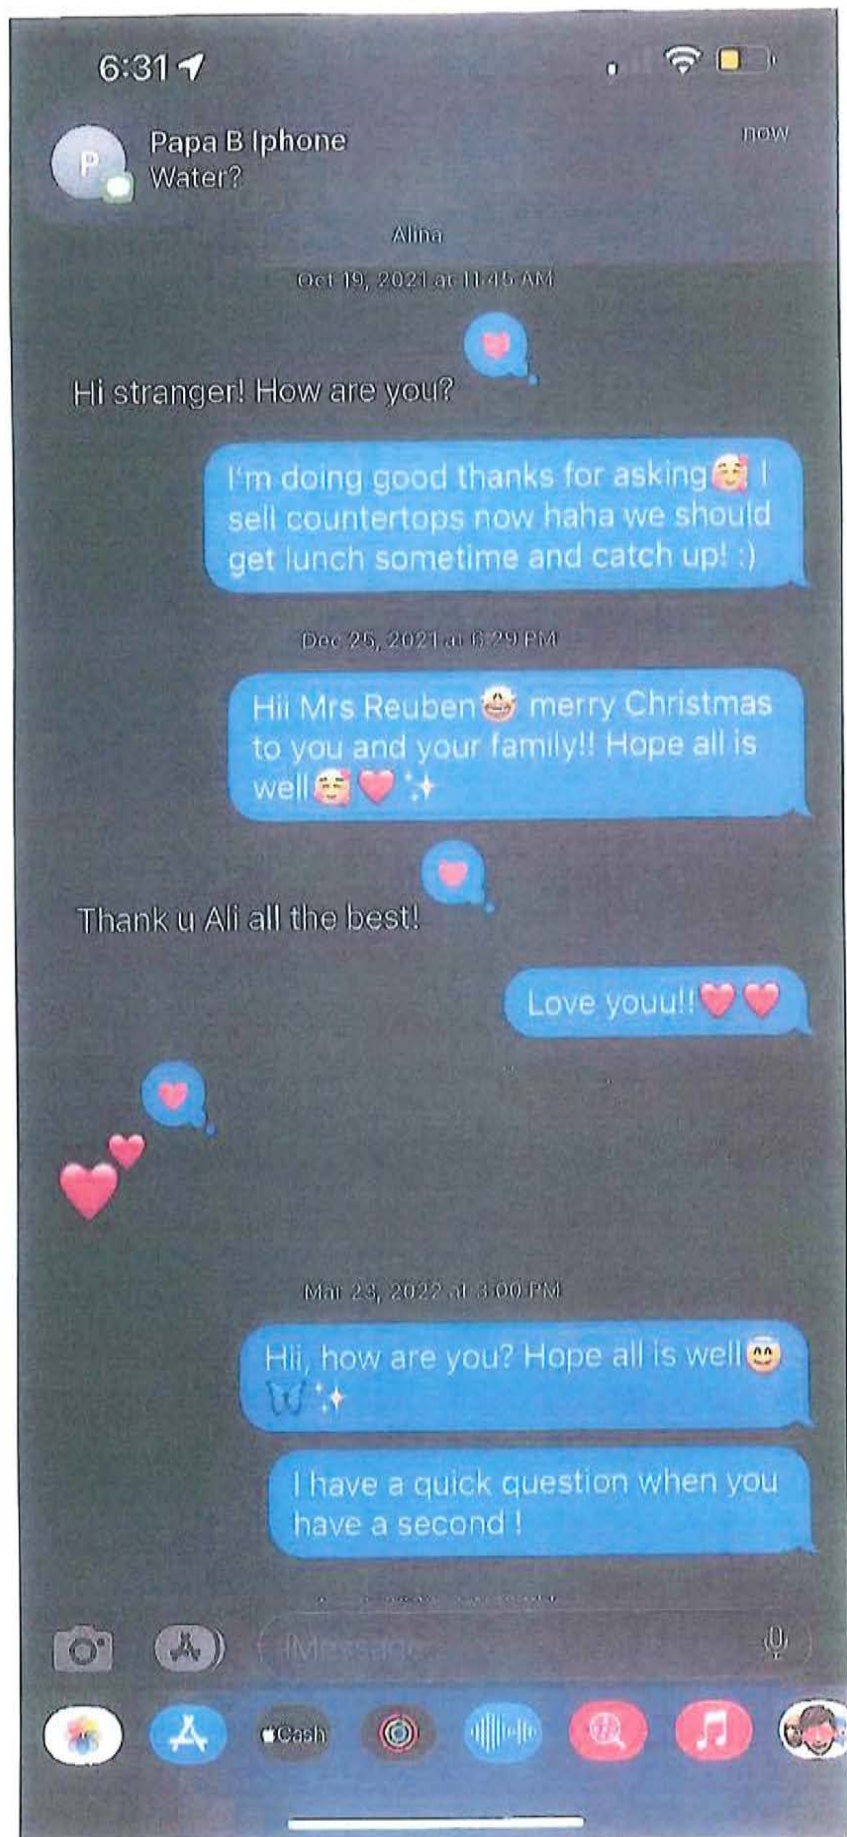 6:31
Papa B Iphone
now
Water?
Alina
Oct 19, 2021 at 11:45 AM
Hi stranger! How are you?
I'm doing good thanks for asking🥰 I
sell countertops now haha we should
get lunch sometime and catch up! :)
Dec 25, 2021 at 6:29 PM
Hii Mrs Reuben🤩 merry Christmas
to you and your family!! Hope all is
well🥰❤️✨
Thank u Ali all the best!
Love youu!!❤️❤️
💕
Mar 23, 2022 at 3:00 PM
Hii, how are you? Hope all is well😇
🦋✨
I have a quick question when you
have a second !
iMessage
Cash